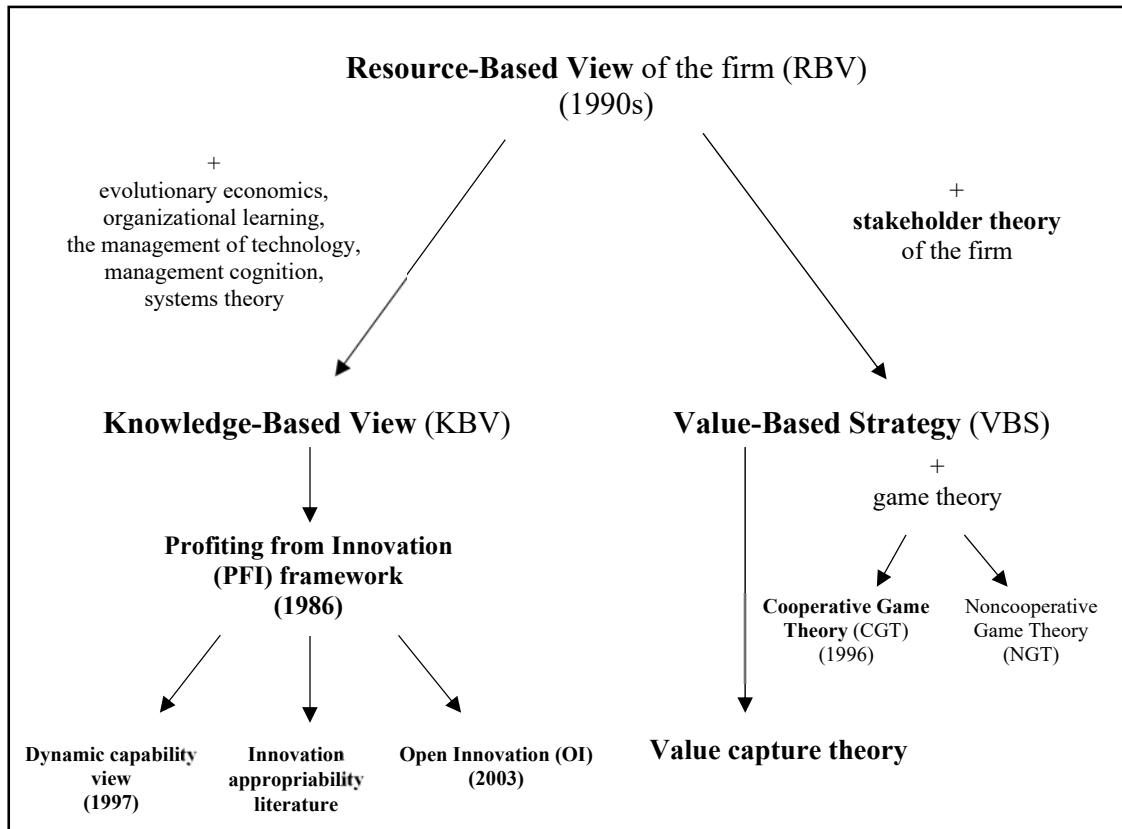 Resource-Based View of the firm (RBV)
(1990s)
+
evolutionary economics,
organizational learning,
the management of technology,
management cognition,
systems theory
+
stakeholder theory
of the firm
Knowledge-Based View (KBV)
Value-Based Strategy (VBS)
+
game theory
Profiting from Innovation
(PFI) framework
(1986)
Cooperative Game
Theory (CGT)
(1996)
Noncooperative
Game Theory
(NGT)
Dynamic capability
view
(1997)
Innovation
appropriability
literature
Open Innovation (OI)
(2003)
Value capture theory